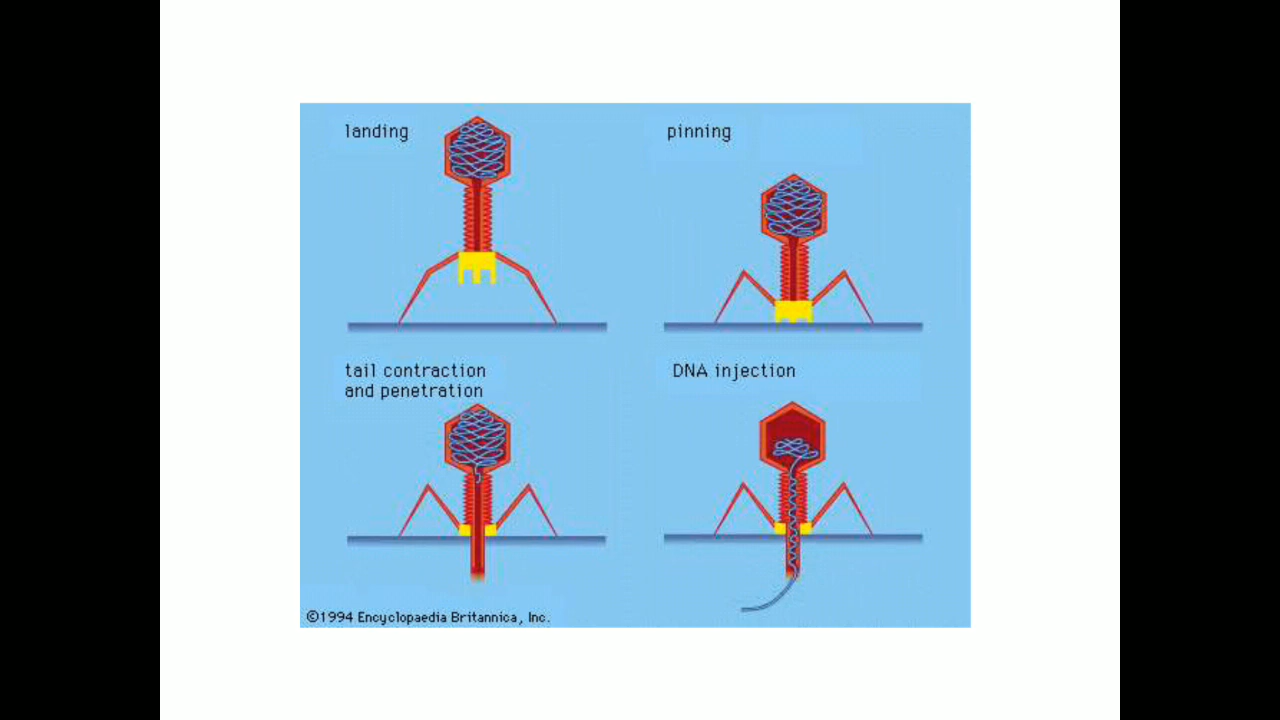 landing
pinning
tail contraction
and penetration
DNA injection
©1994 Encyclopaedia Britannica, Inc.